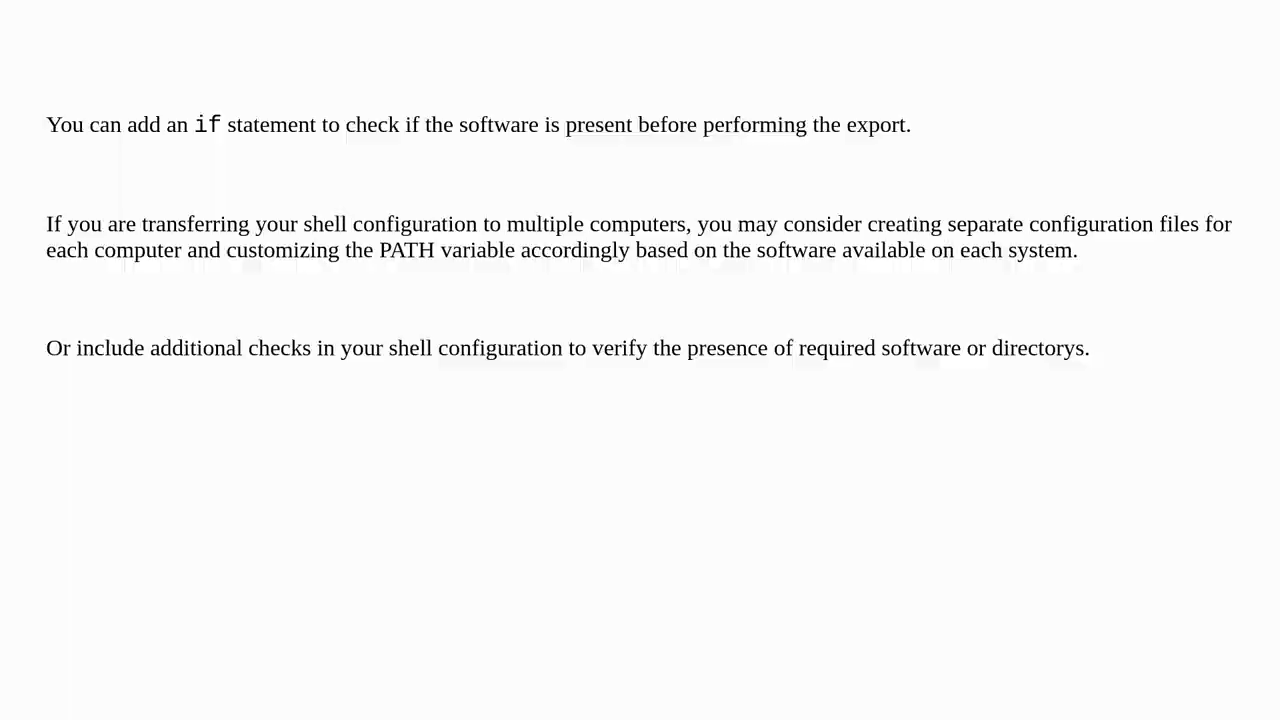 You can add an if statement to check if the software is present before performing the export.
If you are transferring your shell configuration to multiple computers, you may consider creating separate configuration files for
each computer and customizing the PATH variable accordingly based on the software available on each system.
Or include additional checks in your shell configuration to verify the presence of required software or directorys.